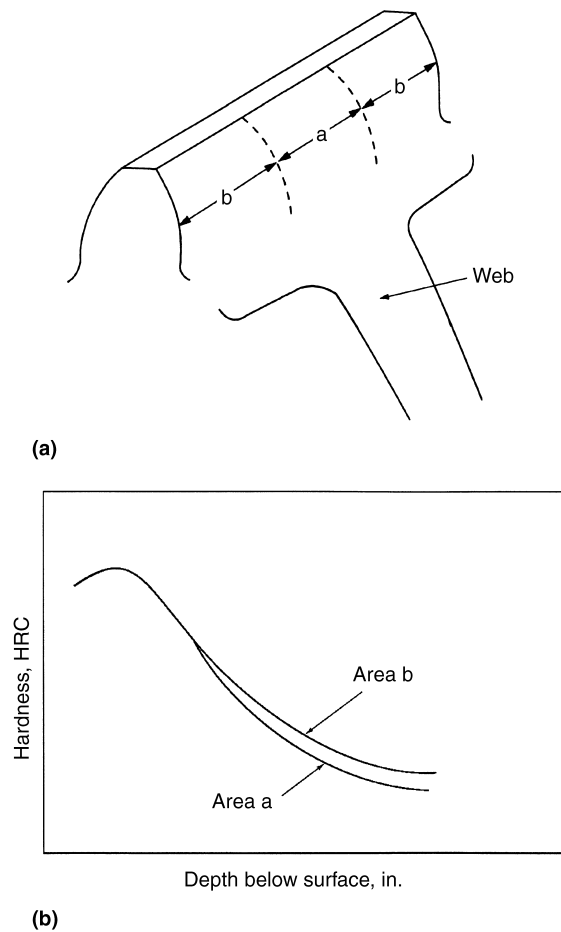 b
a
b
Web
(a)
Hardness, HRC
Area b
Area a
Depth below surface, in.
(b)